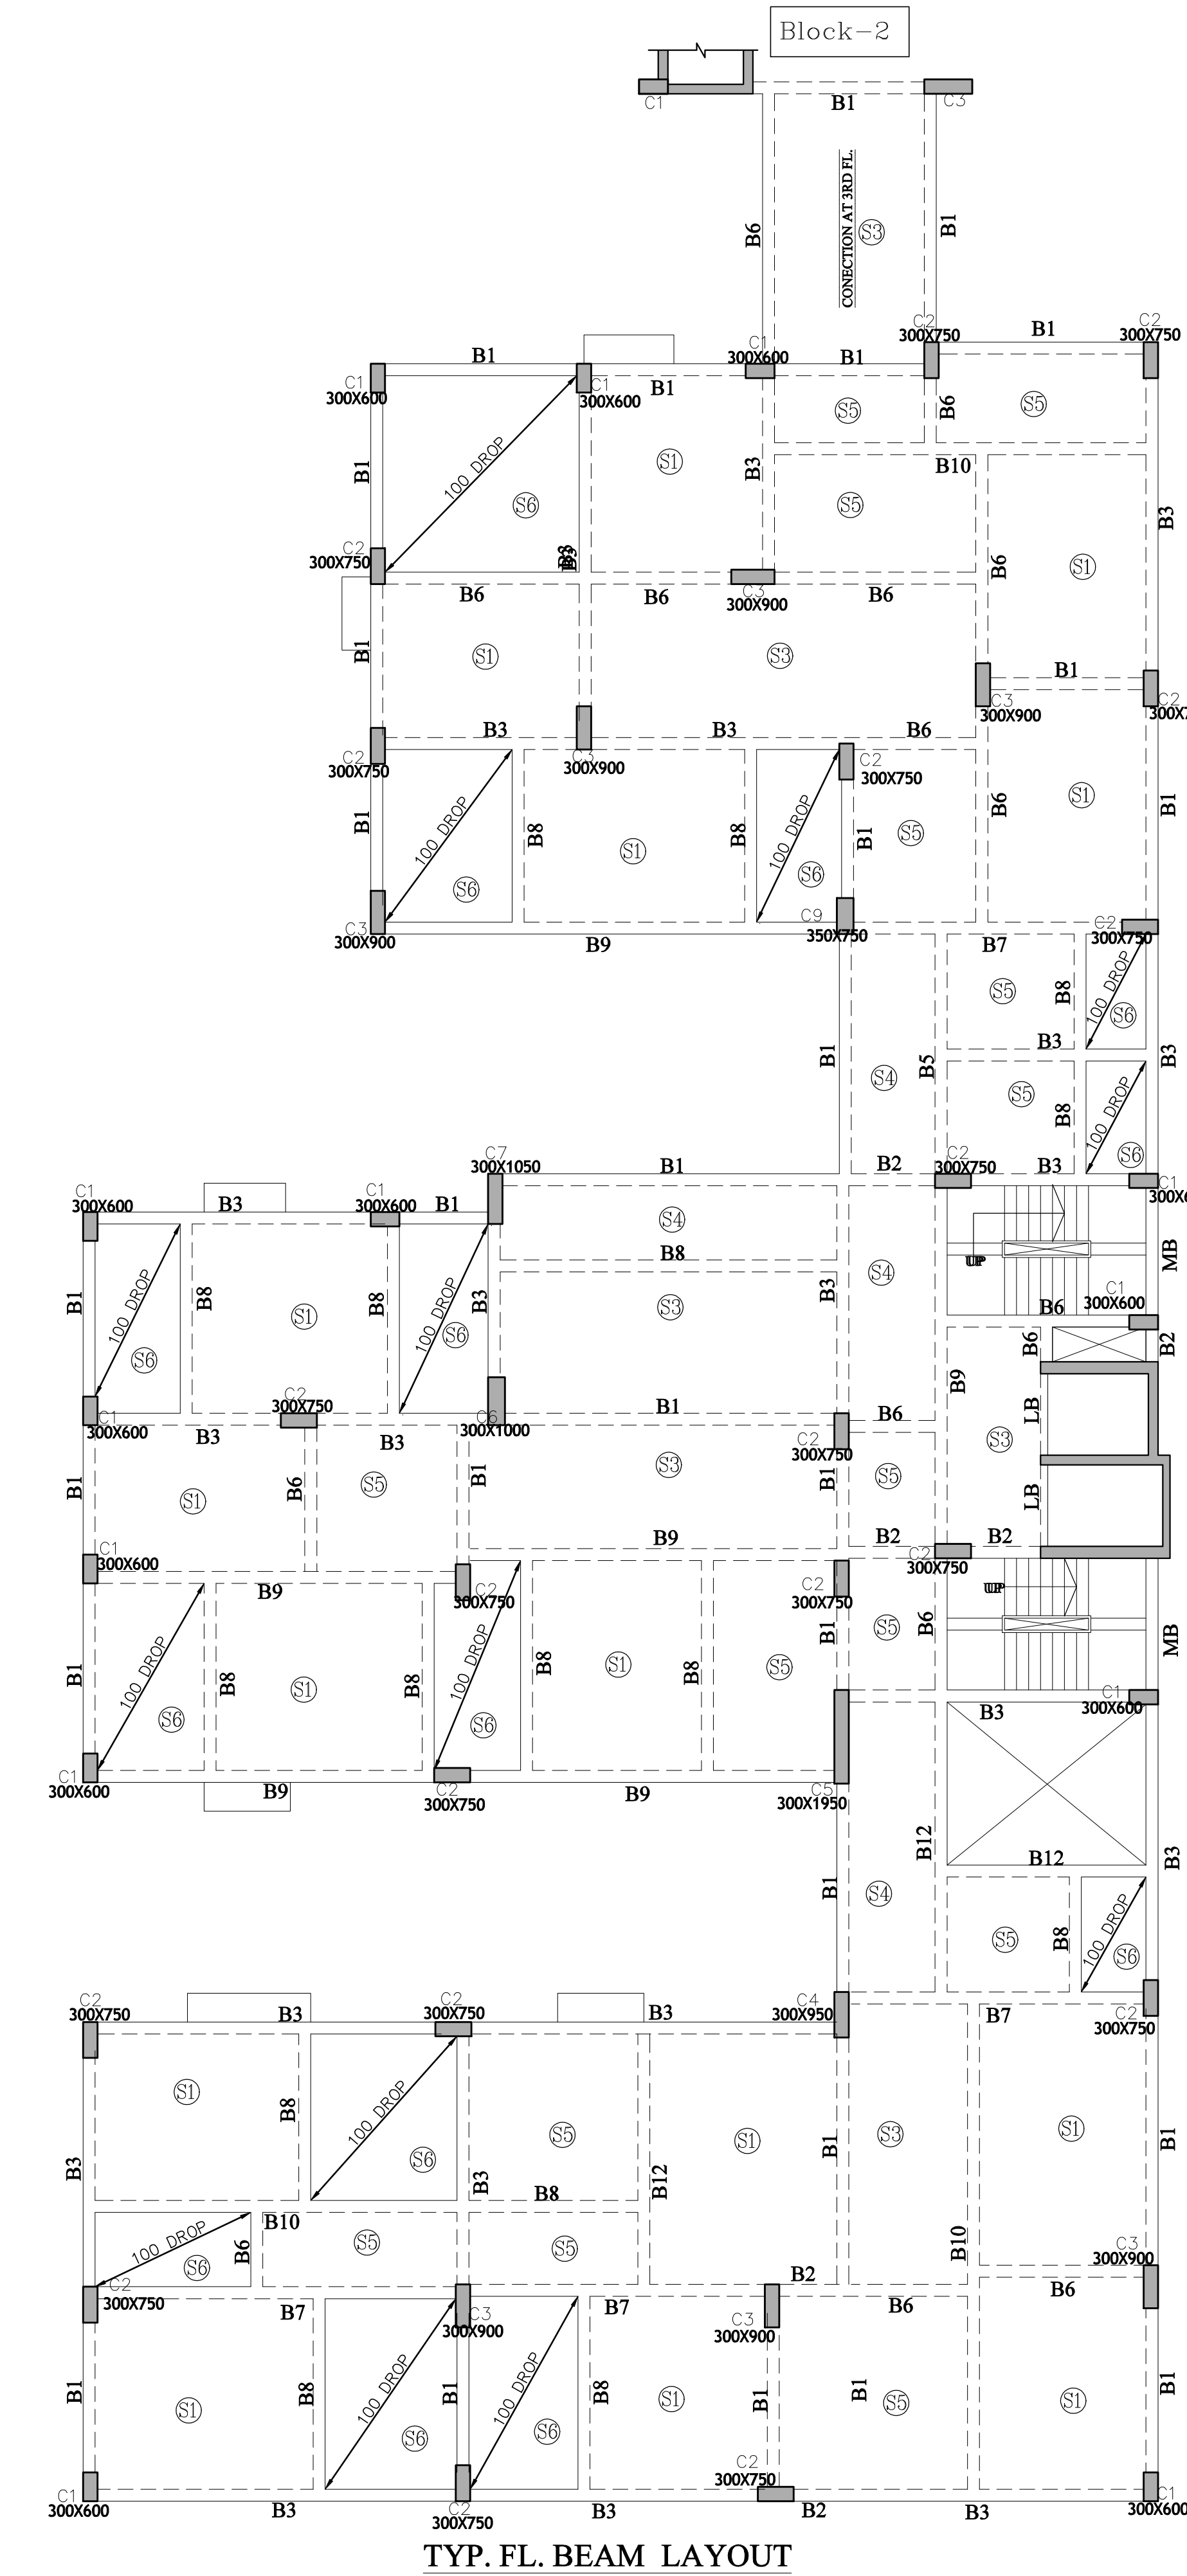 Block-2
C1
B1
C3
B6
CONECTION AT 3RD FL.
S3
B1
C2
300X750
B1
C2
300X750
B1
C1
300X600
B1
C1
300X600
C1
300X600
B1
S5
B6
S5
100 DROP
S1
B3
B10
B1
S6
S5
B3
C2
300X750
B3
B6
S1
B6
B6
C3
300X900
B6
B1
S1
S3
B1
C3
300X900
C2
B3
B3
B6
C2
300X750
C3
300X900
C2
300X750
B1
100 DROP
B8
S1
B8
100 DROP
B1
S5
B6
S1
B1
S6
S6
C3
300X900
B9
C9
350X750
B7
C2
300X750
S5
B8
100 DROP
S6
B1
B5
B3
B3
S4
S5
B8
100 DROP
S6
C7
300X1050
B1
B2
C2
300X750
B3
C1
C1
300X600
B3
C1
300X600
B1
S4
B8
S4
UP
MB
C1
300X600
B1
100 DROP
B8
S1
B8
100 DROP
B3
S3
B3
B6
B6
B2
S6
S6
B9
C1
300X600
C2
300X750
C6
300X1000
B1
B6
LB
B3
B3
C2
300X750
S3
B1
S1
B6
S5
B1
S3
B1
S5
LB
C1
300X600
B9
B2
C2
300X750
B2
B9
C2
300X750
C2
300X750
UP
B1
100 DROP
B8
S1
B8
100 DROP
B8
S1
B8
S5
B1
S5
B6
MB
S6
S6
C1
300X600
B3
C1
300X600
B9
C2
300X750
B9
C5
300X1950
B12
B12
B3
B1
S4
S5
B8
100 DROP
S6
C2
300X750
B3
C2
300X750
B3
C4
300X950
B7
C2
300X750
S1
B8
100 DROP
S5
S1
B1
S3
S1
B1
B3
S6
B3
B12
B8
100 DROP
S6
B6
B10
S5
S5
B10
C3
300X900
C2
300X750
B7
C3
300X900
B7
B2
C3
300X900
B6
B6
B1
S1
B8
100 DROP
S6
B1
100 DROP
S6
B8
S1
B1
B1
S5
S1
B1
C1
300X600
B3
C2
300X750
B3
C2
300X750
B2
B3
C1
300X600
TYP. FL. BEAM LAYOUT